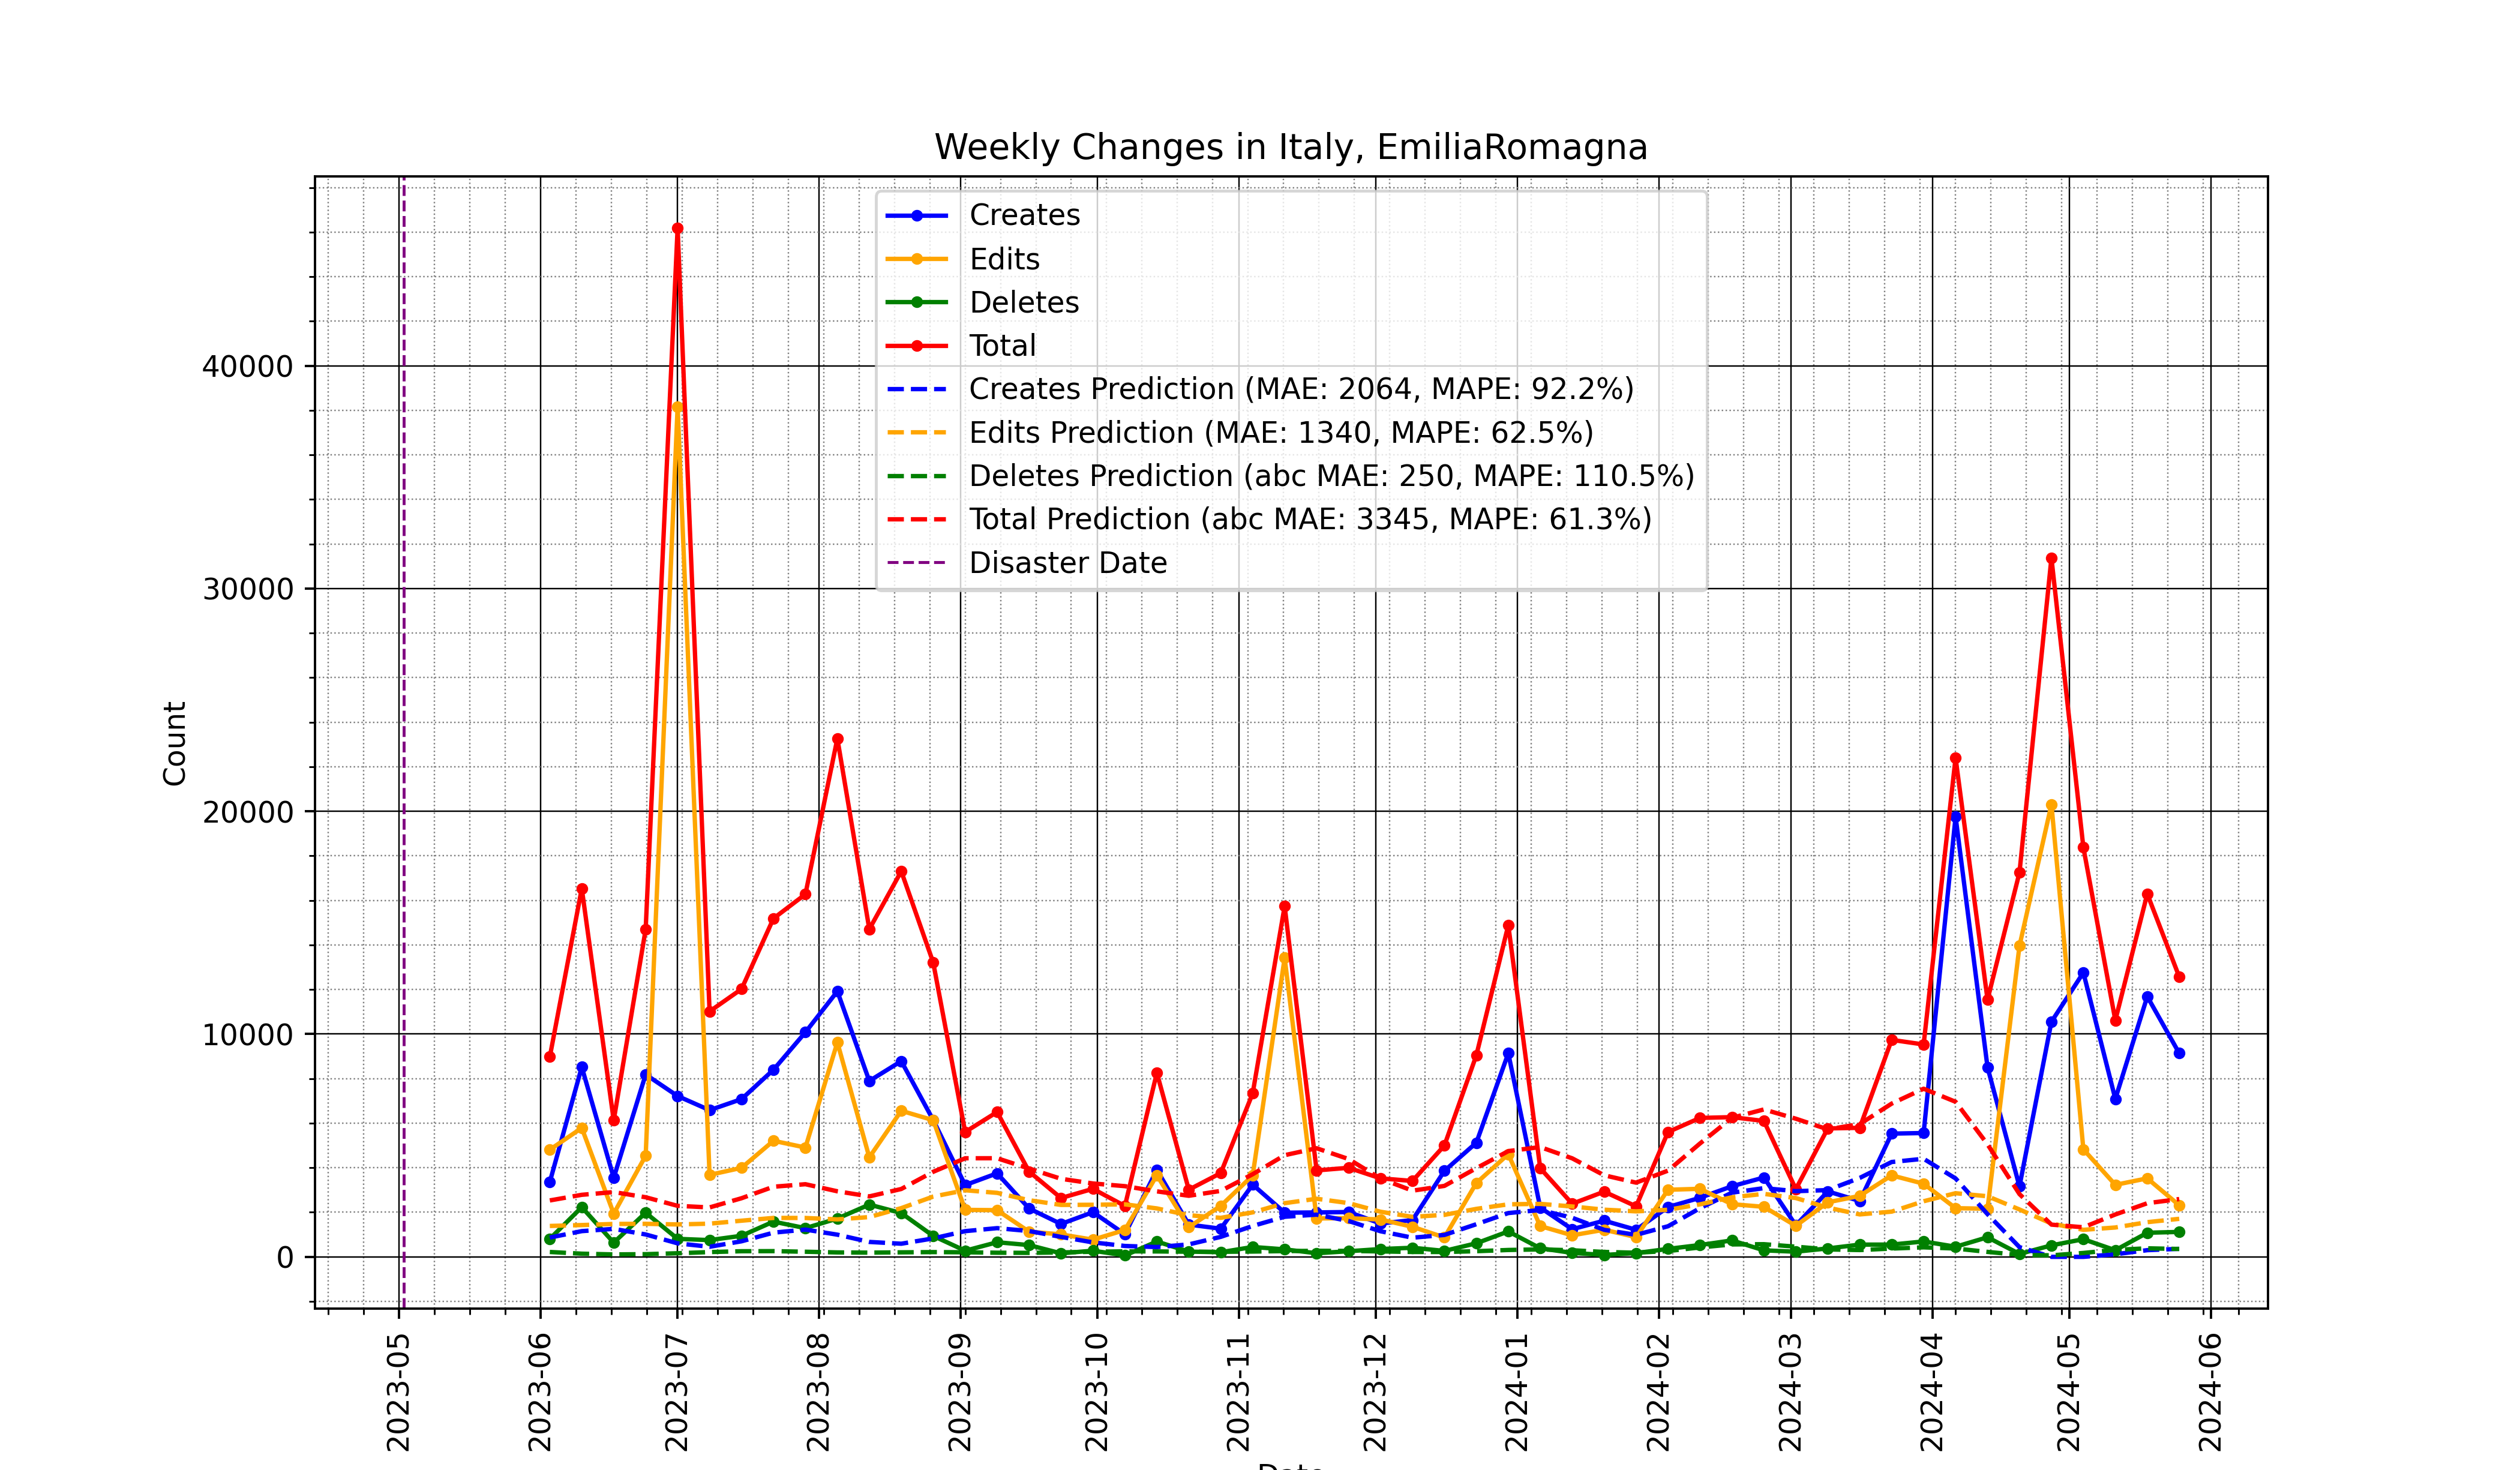 Weekly Changes in Italy, EmiliaRomagna
Creates
Edits
Deletes
Total
Creates Prediction (MAE: 2064, MAPE: 92.2%)
Edits Prediction (MAE: 1340, MAPE: 62.5%)
Deletes Prediction (abc MAE: 250, MAPE: 110.5%)
Total Prediction (abc MAE: 3345, MAPE: 61.3%)
Disaster Date
Count
40000
30000
20000
10000
0
2023-05
2023-06
2023-07
2023-08
2023-09
2023-10
2023-11
2023-12
2024-01
2024-02
2024-03
2024-04
2024-05
2024-06